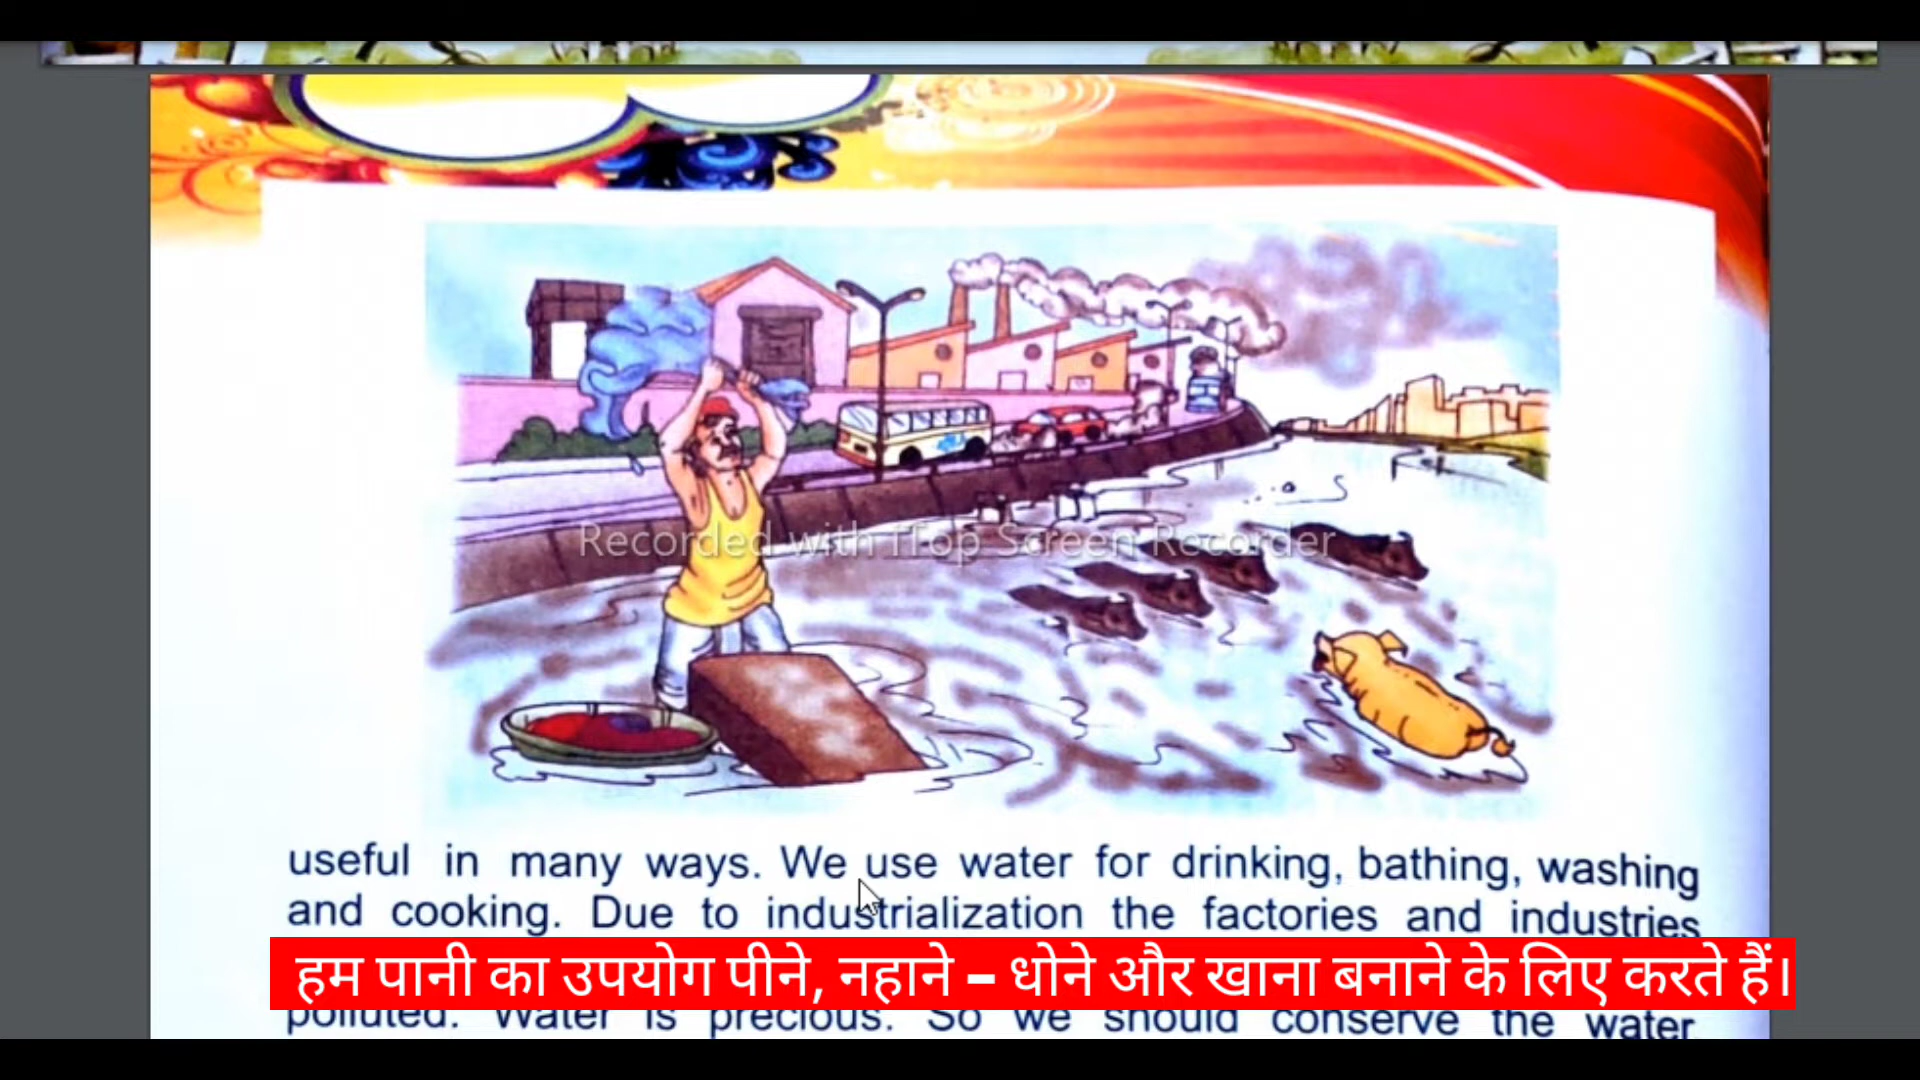 Recorded with iTop Screen Recorder
useful in many ways. We use water for drinking, bathing, washing
and cooking. Due to industrialization the factories and industries
हम पानी का उपयोग पीने, नहाने – धोने और खाना बनाने के लिए करते हैं।
polluted. Water is precious. So we should conserve the water.